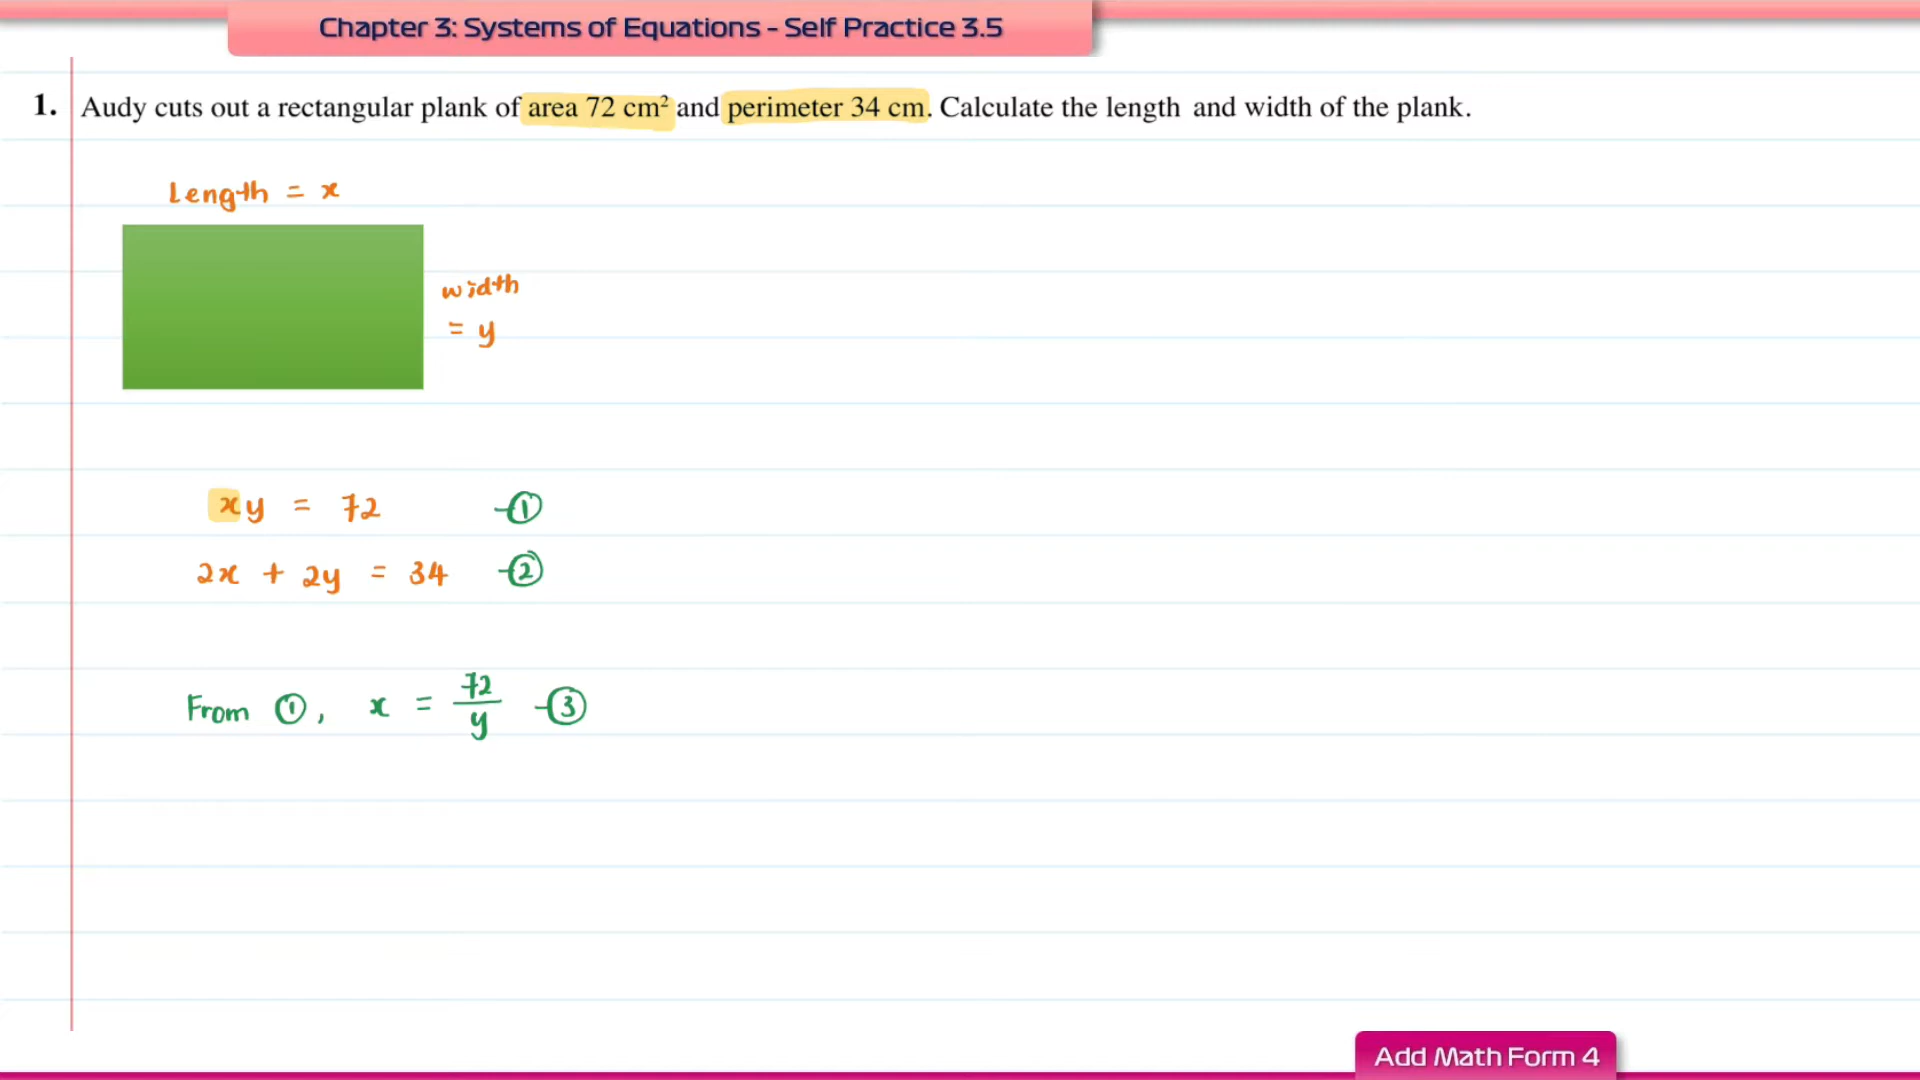 Chapter 3: Systems of Equations - Self Practice 3.5
1. Audy cuts out a rectangular plank of area 72 cm² and perimeter 34 cm. Calculate the length and width of the plank.
Length = x
width
= y
xy = 72 -①
2x + 2y = 34 -②
From ①, x = 72/y -③
Add Math Form 4